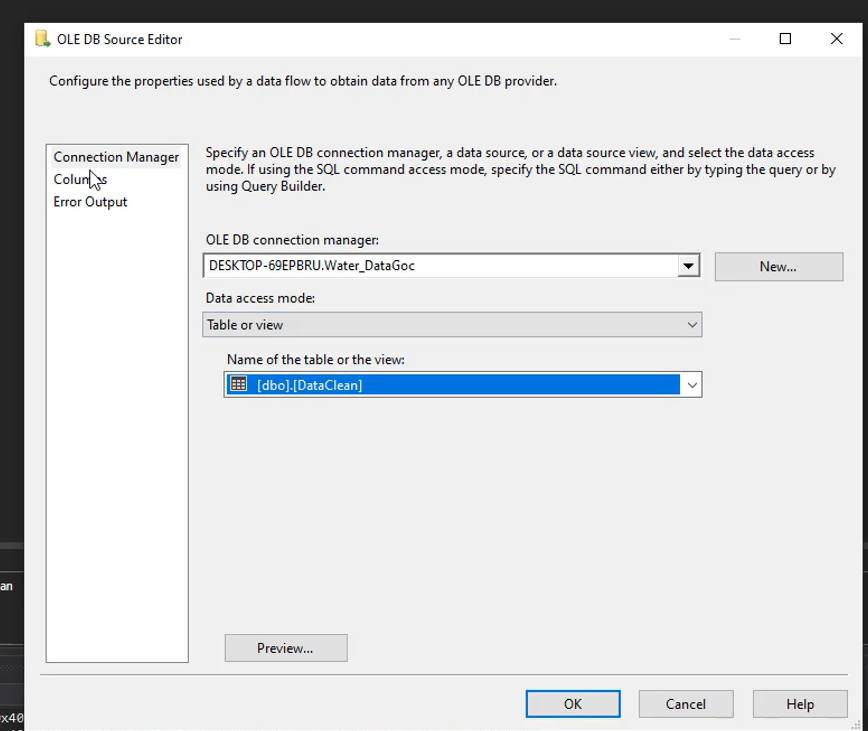 OLE DB Source Editor
Configure the properties used by a data flow to obtain data from any OLE DB provider.
Connection Manager
Columns
Error Output
Specify an OLE DB connection manager, a data source, or a data source view, and select the data access
mode. If using the SQL command access mode, specify the SQL command either by typing the query or by
using Query Builder.
OLE DB connection manager:
DESKTOP-69EPBRU.Water_DataGoc
New...
Data access mode:
Table or view
Name of the table or the view:
[dbo].[DataClean]
an
Preview...
OK
Cancel
Help
0x40